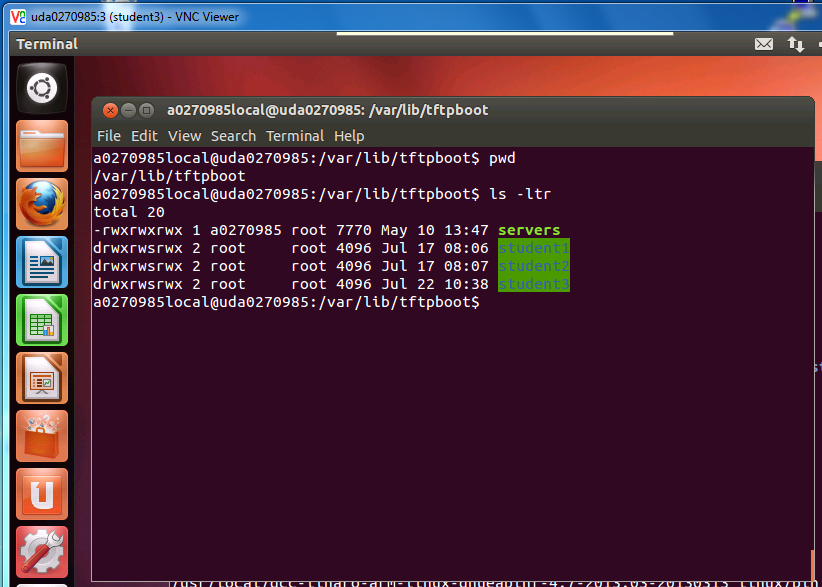 uda0270985:3 (student3) - VNC Viewer
Terminal
a0270985local@uda0270985: /var/lib/tftpboot
File Edit View Search Terminal Help
a0270985local@uda0270985:/var/lib/tftpboot$ pwd
/var/lib/tftpboot
a0270985local@uda0270985:/var/lib/tftpboot$ ls -ltr
total 20
-rwxrwxrwx 1 a0270985 root 7770 May 10 13:47 servers
drwxrwsrwx 2 root     root 4096 Jul 17 08:06 student1
drwxrwsrwx 2 root     root 4096 Jul 17 08:07 student2
drwxrwsrwx 2 root     root 4096 Jul 22 10:38 student3
a0270985local@uda0270985:/var/lib/tftpboot$